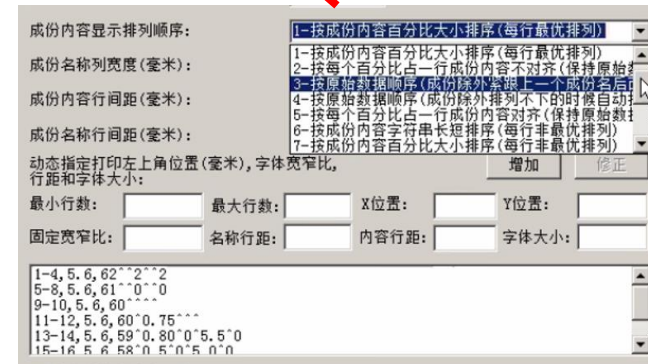 成份内容显示排列顺序:
1-按成份内容百分比大小排序(每行最优排列)
1-按成份内容百分比大小排序(每行最优排列)
2-按每个百分比占一行成份内容不对齐(保持原始
3-按原始数据顺序(成份除外紧跟上一个成份名后
4-按原始数据顺序(成份除外排列不下的时候自动
5-按每个百分比占一行成份内容对齐(保持原始数
6-按成份内容字符串长短排序(每行非最优排列)
7-按成份内容百分比大小排序(每行非最优排列)
成份名称列宽度(毫米):
成份内容行间距(毫米):
成份名称行间距(毫米):
动态指定打印左上角位置(毫米),字体宽窄比,
行距和字体大小:
增加
修正
最小行数:
最大行数:
X位置:
Y位置:
固定宽窄比:
名称行距:
内容行距:
字体大小:
1-4,5.6,62^^2^^2
5-8,5.6,61^^0^^0
9-10,5.6,60^^^^
11-12,5.6,60^0.75^^^
13-14,5.6,59^0.80^0^5.5^0
15-16,5.6,58^0.5^0^5.0^0